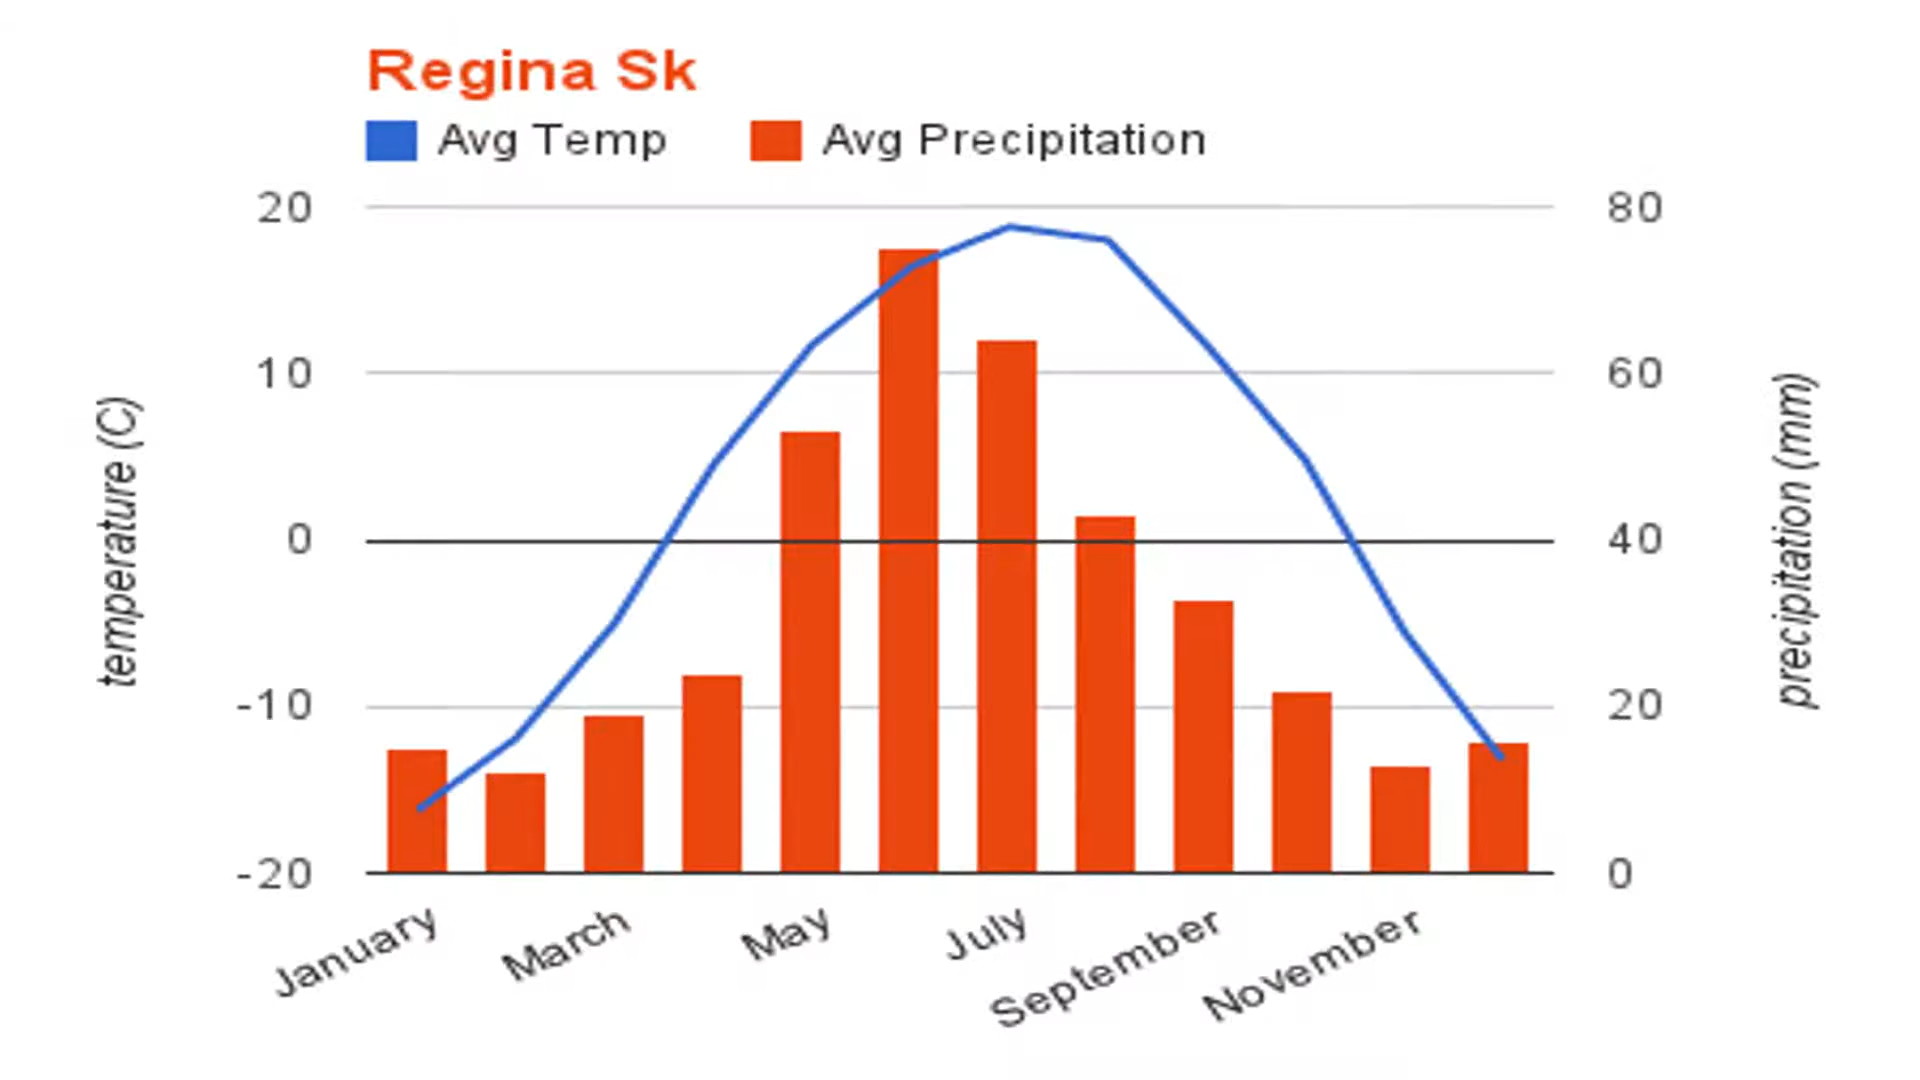 Regina Sk
Avg Temp Avg Precipitation
20 80
10 60
0 40
-10 20
-20 0
temperature (C)
precipitation (mm)
January March May July September November